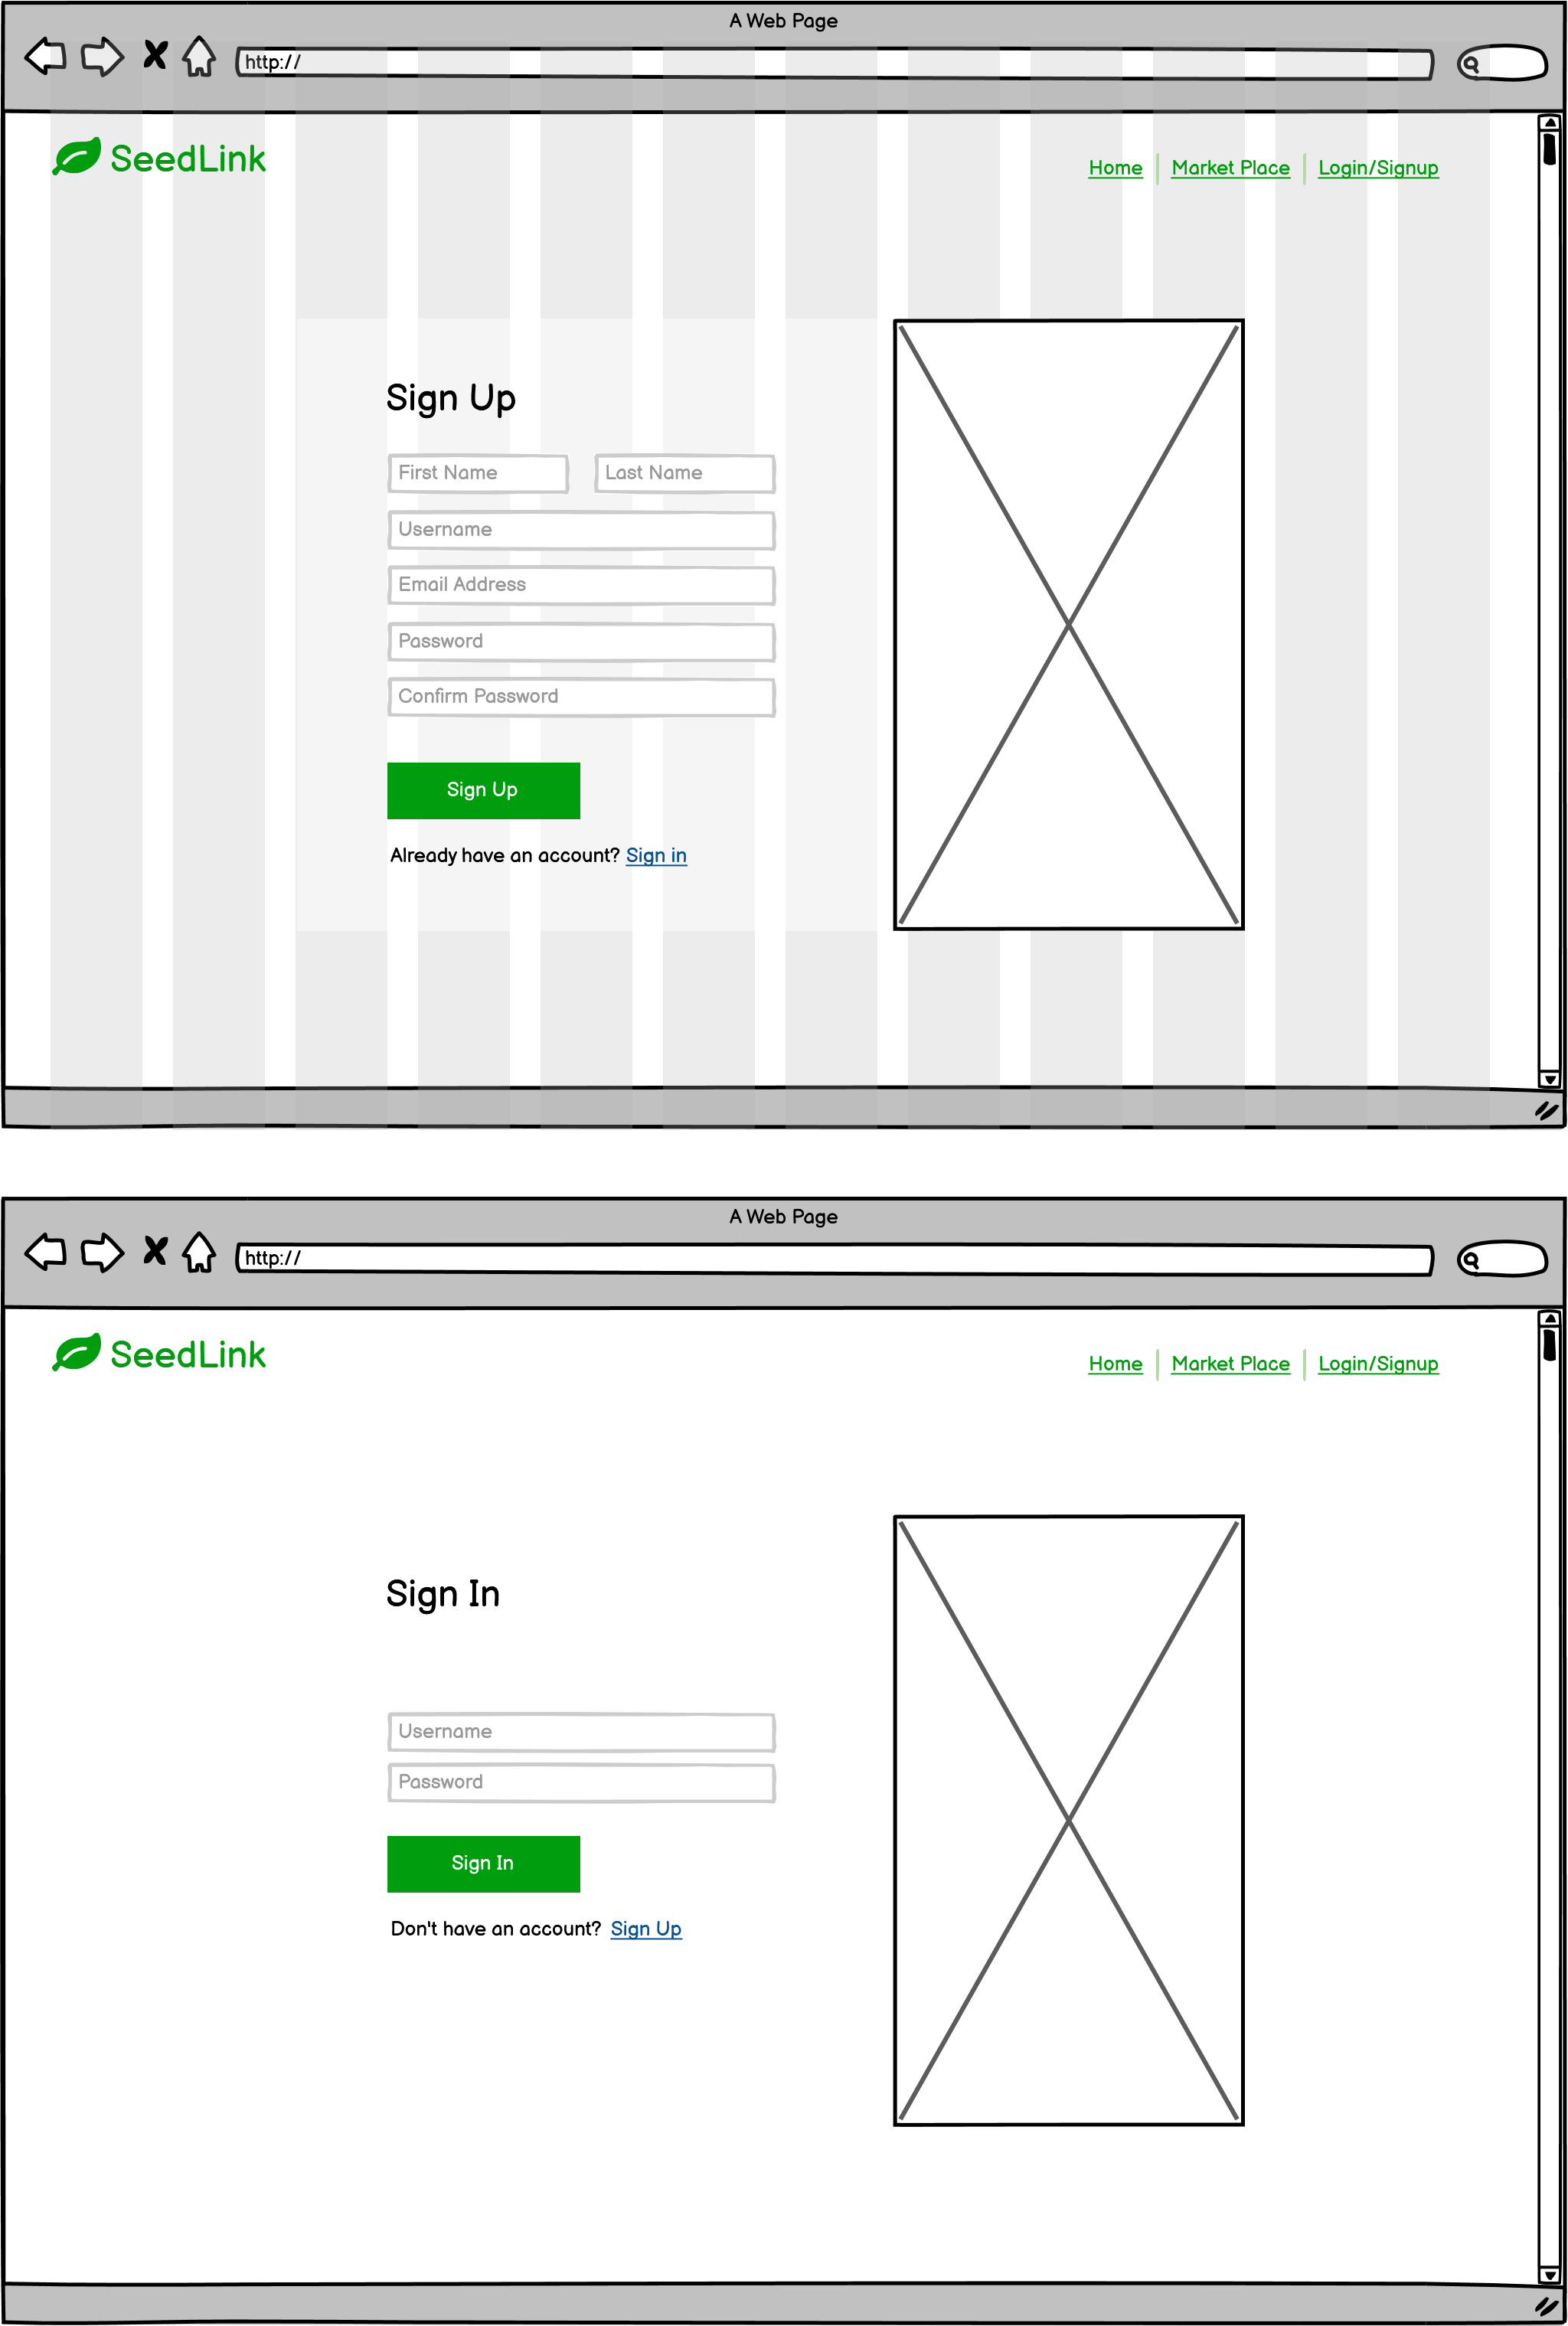 A Web Page
http://
SeedLink
Home Market Place Login/Signup
Sign Up
First Name Last Name
Username
Email Address
Password
Confirm Password
Sign Up
Already have an account? Sign in
A Web Page
http://
SeedLink
Home Market Place Login/Signup
Sign In
Username
Password
Sign In
Don't have an account? Sign Up